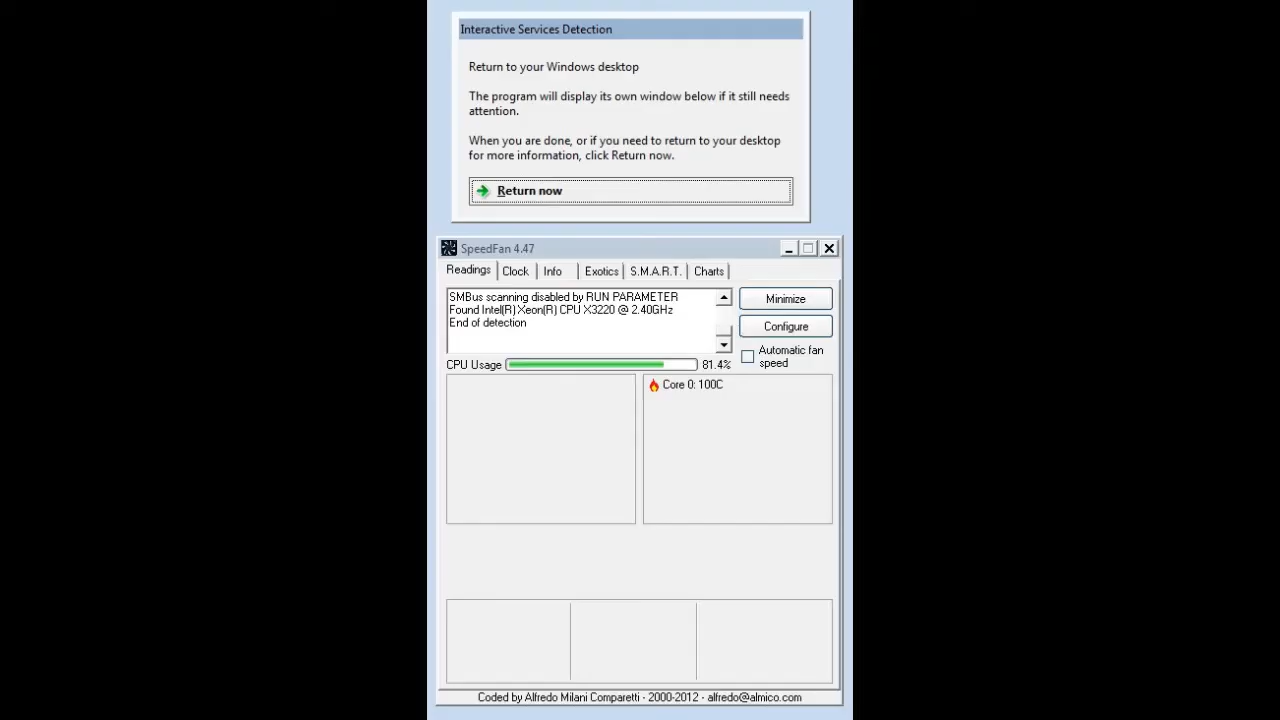 Interactive Services Detection
Return to your Windows desktop
The program will display its own window below if it still needs
attention.
When you are done, or if you need to return to your desktop
for more information, click Return now.
Return now
SpeedFan 4.47
Readings Clock Info Exotics S.M.A.R.T. Charts
SMBus scanning disabled by RUN PARAMETER
Found Intel(R) Xeon(R) CPU X3220 @ 2.40GHz
End of detection
Minimize
Configure
Automatic fan
speed
CPU Usage 81.4%
Core 0: 100C
Coded by Alfredo Milani Comparetti - 2000-2012 - alfredo@almico.com